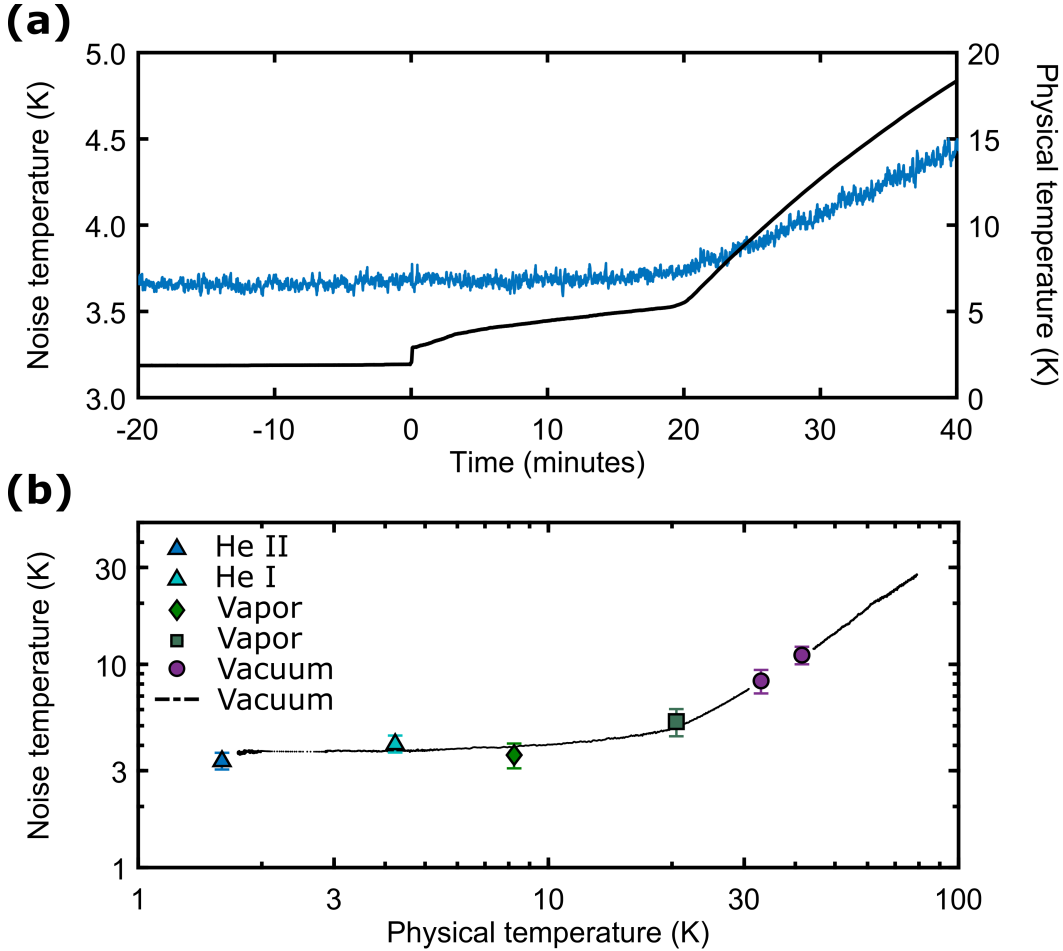 (a)
5.0
4.5
4.0
3.5
3.0
Noise temperature (K)
20
15
10
5
0
Physical temperature (K)
-20 -10 0 10 20 30 40
Time (minutes)
(b)
He II
He I
Vapor
Vapor
Vacuum
Vacuum
30
10
3
1
Noise temperature (K)
1 3 10 30 100
Physical temperature (K)